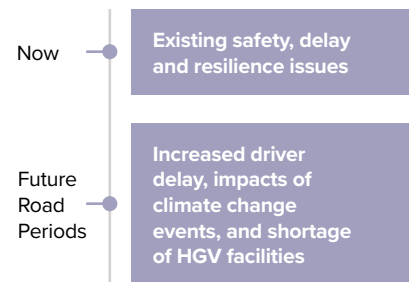 Now
Existing safety, delay
and resilience issues
Future
Road
Periods
Increased driver
delay, impacts of
climate change
events, and shortage
of HGV facilities